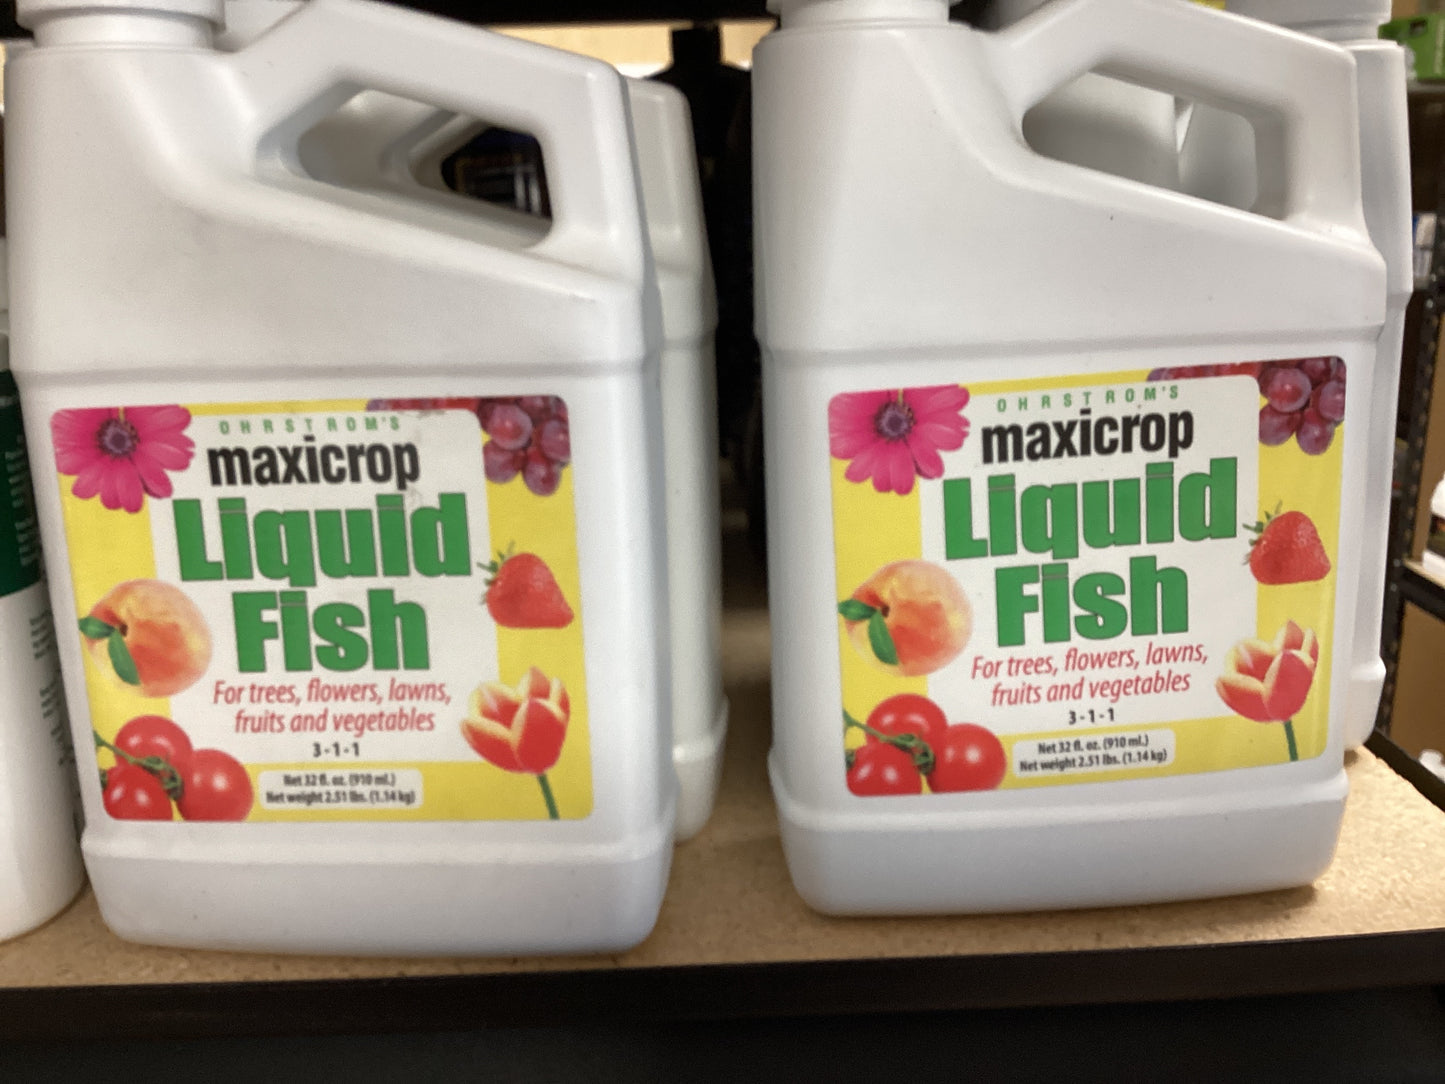 OHRSTROM'S
maxicrop
Liquid
Fish
For trees, flowers, lawns,
fruits and vegetables
3-1-1
Net 32 fl. oz. (910 ml.)
Net weight 2.51 lbs. (1.14 kg)
OHRSTROM'S
maxicrop
Liquid
Fish
For trees, flowers, lawns,
fruits and vegetables
3-1-1
Net 32 fl. oz. (910 ml.)
Net weight 2.51 lbs. (1.14 kg)